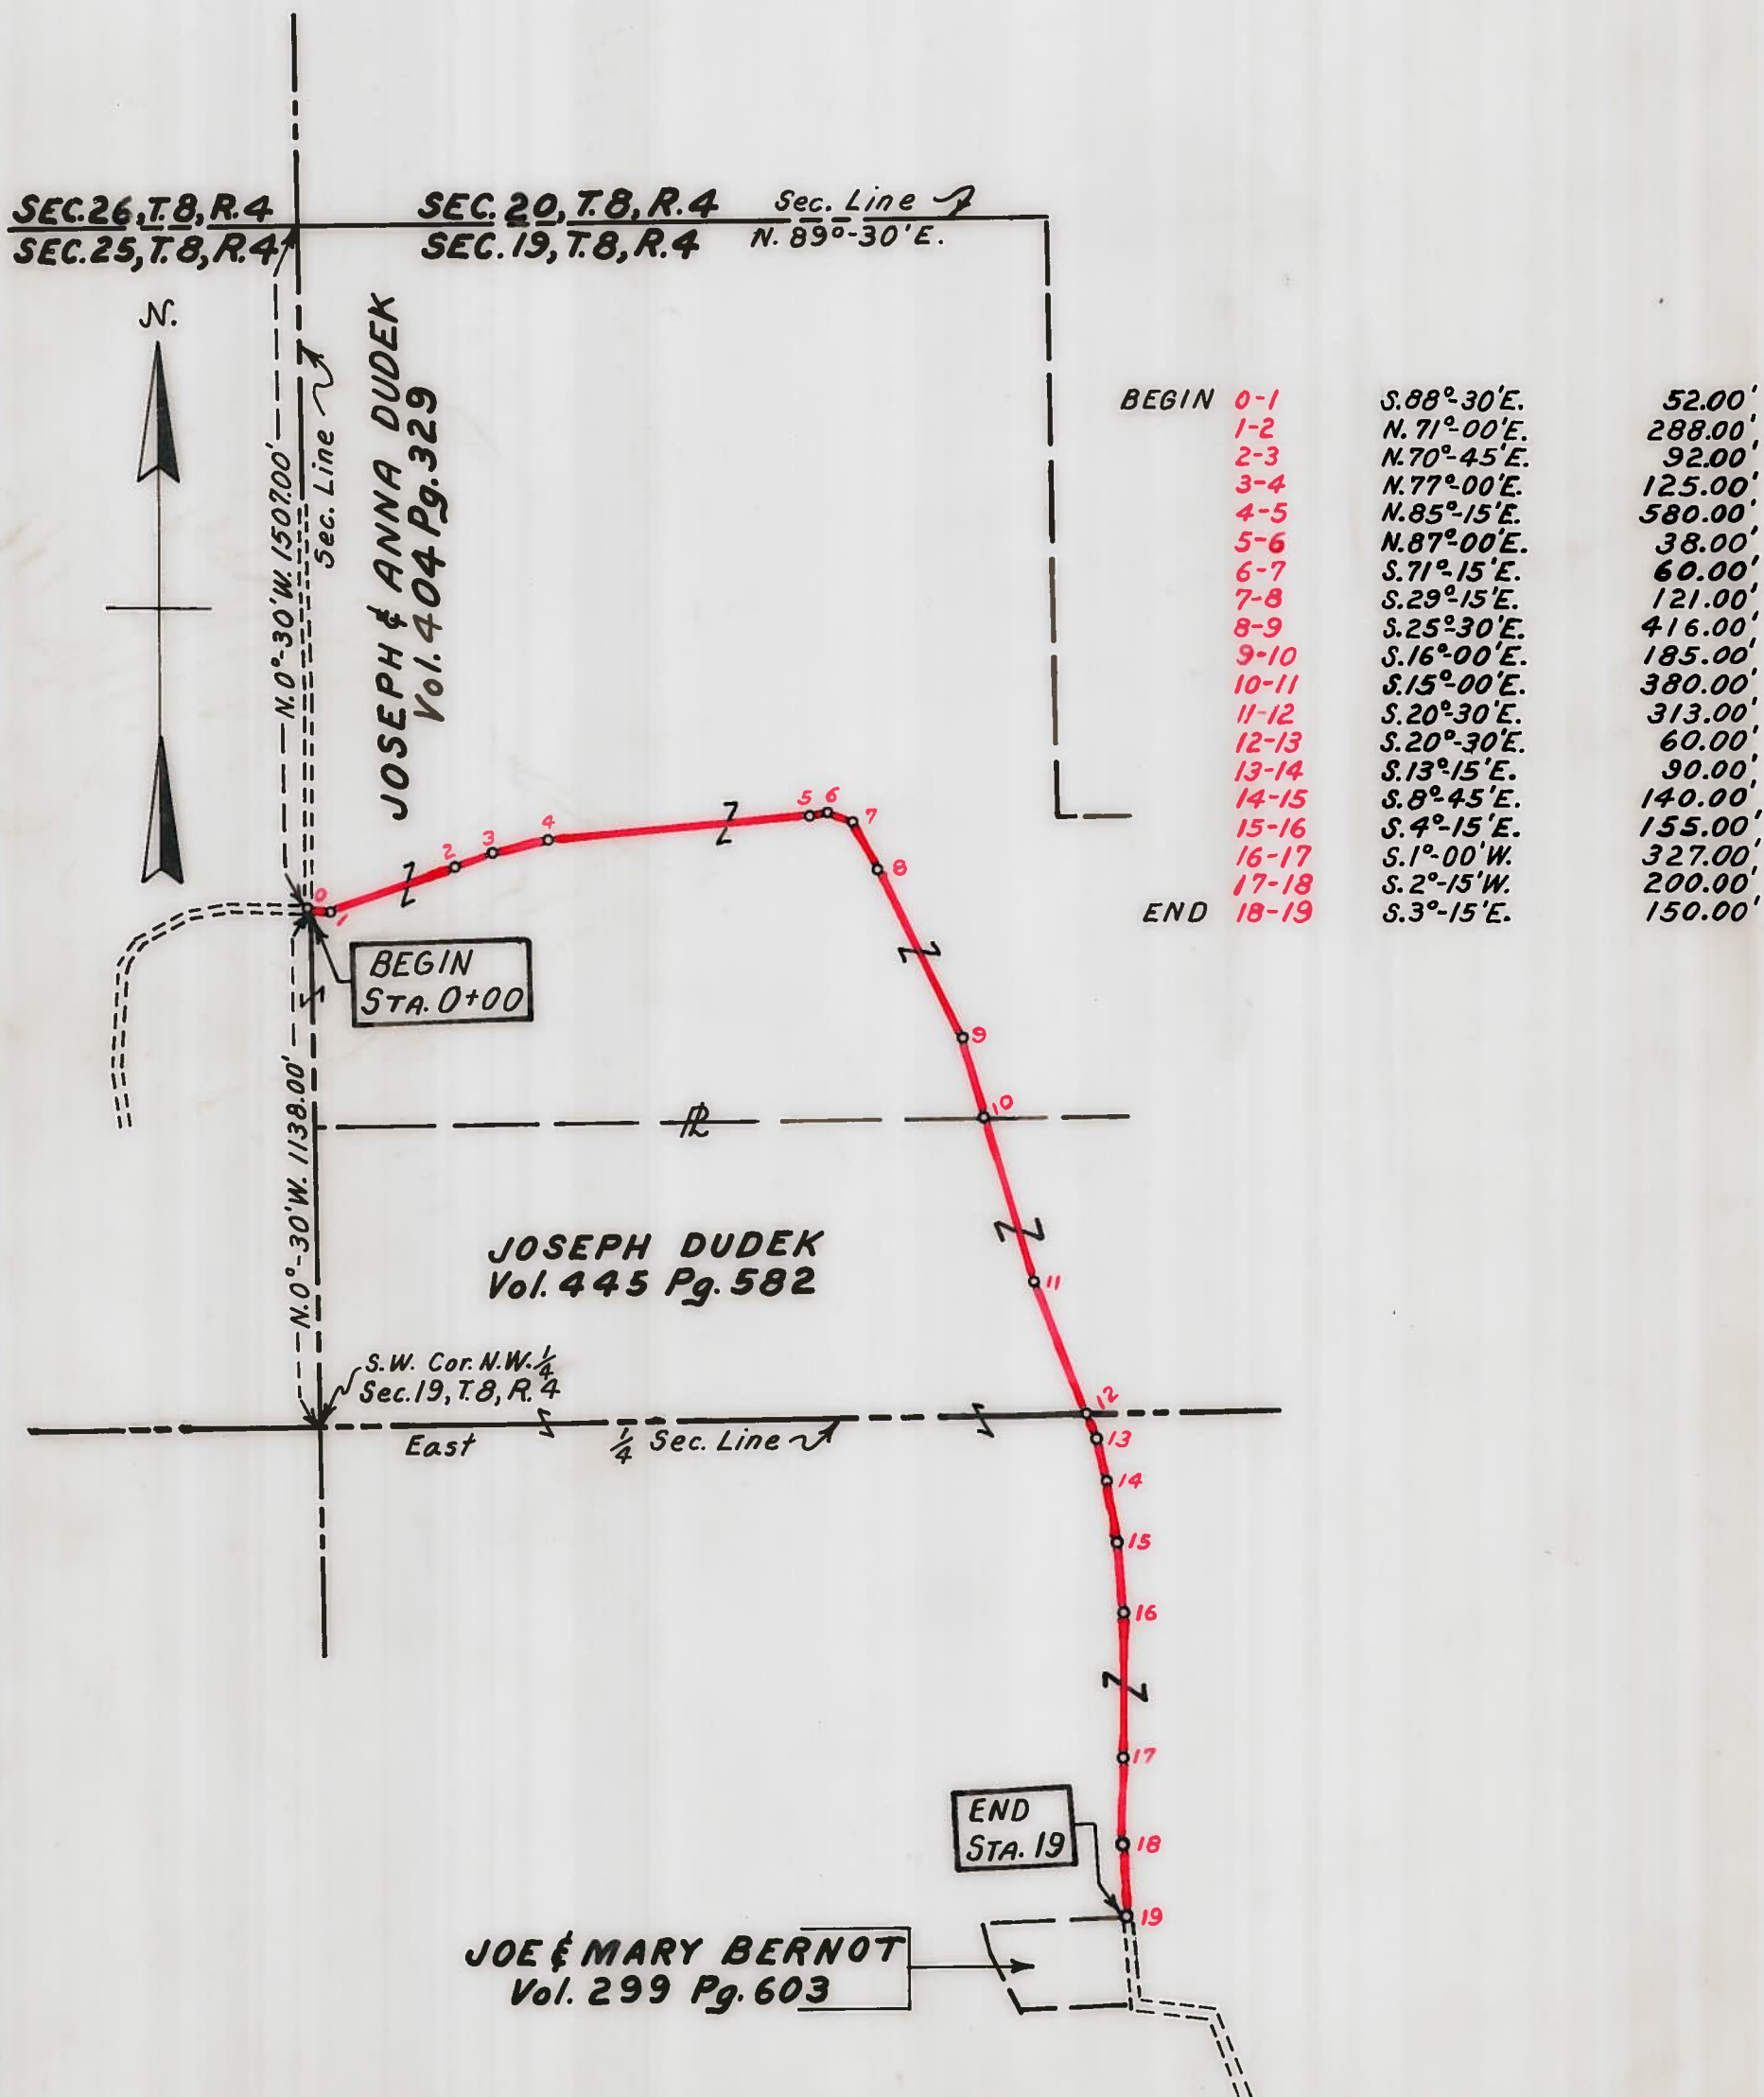 SEC.26,T.8,R.4
SEC.25,T.8,R.4
SEC.20,T.8,R.4
SEC.19,T.8,R.4
Sec. Line
N. 89°-30'E.
N.
N.0°-30'W. 1507.00'
Sec. Line
JOSEPH & ANNA DUDEK
Vol.404 Pg.329
BEGIN 0-1 S.88°-30'E. 52.00'
1-2 N.71°-00'E. 288.00'
2-3 N.70°-45'E. 92.00'
3-4 N.77°-00'E. 125.00'
4-5 N.85°-15'E. 580.00'
5-6 N.87°-00'E. 38.00'
6-7 S.71°-15'E. 60.00'
7-8 S.29°-15'E. 121.00'
8-9 S.25°30'E. 416.00'
9-10 S.16°-00'E. 185.00'
10-11 S.15°-00'E. 380.00'
11-12 S.20°30'E. 313.00'
12-13 S.20°-30'E. 60.00'
13-14 S.13°15'E. 90.00'
14-15 S.8°-45'E. 140.00'
15-16 S.4°-15'E. 155.00'
16-17 S.1°-00'W. 327.00'
17-18 S.2°-15'W. 200.00'
END 18-19 S.3°-15'E. 150.00'
0
1
2
3
4
5
6
7
8
9
10
11
12
13
14
15
16
17
18
19
BEGIN
STA. 0+00
N.0°-30'W. 1138.00'
PL
JOSEPH DUDEK
Vol. 445 Pg. 582
S.W. Cor. N.W. 1/4
Sec.19, T.8, R.4
East
1/4 Sec. Line
END
STA. 19
JOE & MARY BERNOT
Vol. 299 Pg. 603